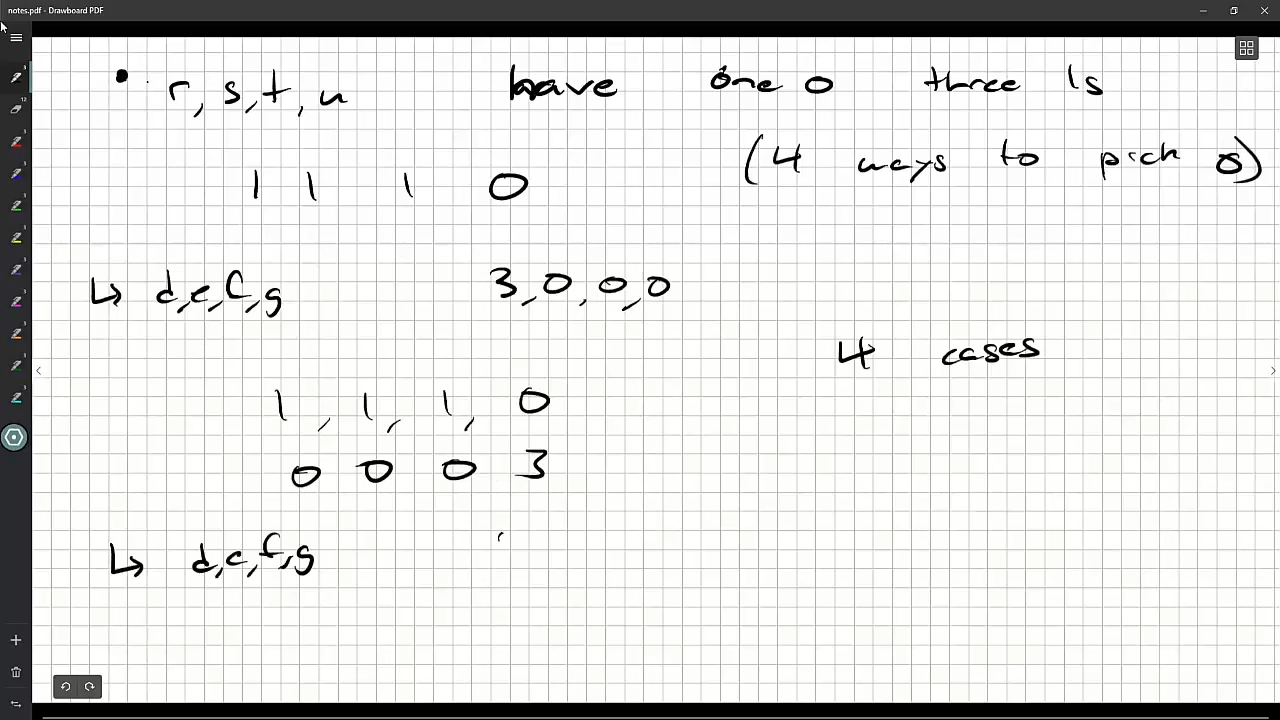 notes.pdf - Drawboard PDF
r, s, t, u have one 0 three 1s
(4 ways to pick 0)
1 1 1 0
↳ d,e,f,g 3,0,0,0
4 cases
1, 1, 1, 0
0 0 0 3
↳ d,e,f,g